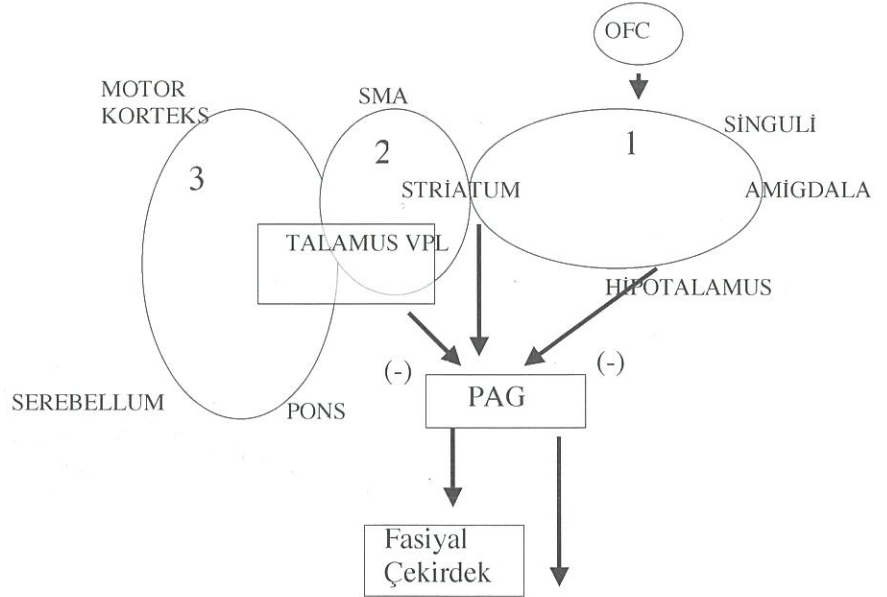 OFC
MOTOR
KORTEKS
SMA
SİNGULİ
1
2
3
STRİATUM
AMİGDALA
TALAMUS VPL
HİPOTALAMUS
(-)
(-)
PAG
SEREBELLUM
PONS
Fasiyal
Çekirdek